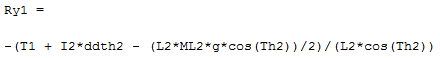 Ry1 =
-(T1 + I2*ddth2 - (L2*ML2*g*cos(Th2))/2)/(L2*cos(Th2))